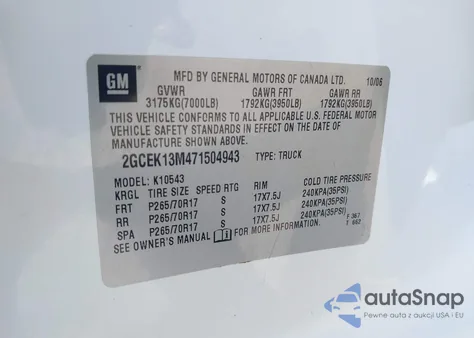 GM
MFD BY GENERAL MOTORS OF CANADA LTD. 10/06
GVWR GAWR FRT GAWR RR
3175KG(7000LB) 1792KG(3950LB) 1792KG(3950LB)
THIS VEHICLE CONFORMS TO ALL APPLICABLE U.S. FEDERAL MOTOR
VEHICLE SAFETY STANDARDS IN EFFECT ON THE DATE OF
MANUFACTURE SHOWN ABOVE.
2GCEK13M471504943 TYPE: TRUCK
MODEL: K10543
KRGL TIRE SIZE SPEED RTG RIM COLD TIRE PRESSURE
FRT P265/70R17 S 17X7.5J 240KPA(35PSI)
RR P265/70R17 S 17X7.5J 240KPA(35PSI)
SPA P265/70R17 S 17X7.5J 240KPA(35PSI)
SEE OWNER'S MANUAL FOR MORE INFORMATION. F 367
T 662
autoSnap
Pewne auta z aukcji USA i EU